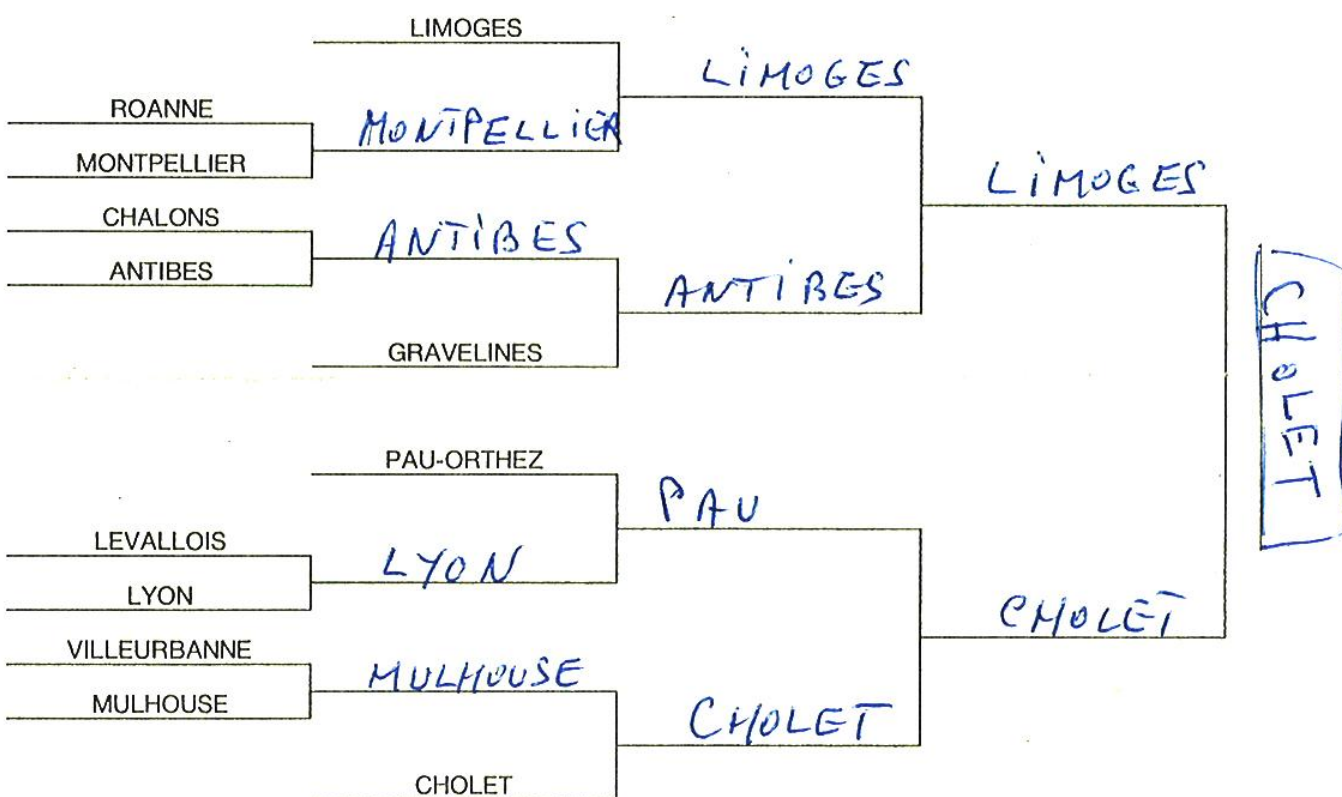 LIMOGES
LIMOGES
ROANNE
MONTPELLIER
MONTPELLIER
LIMOGES
CHALONS
ANTIBES
ANTIBES
ANTIBES
GRAVELINES
CHOLET
PAU-ORTHEZ
PAU
LEVALLOIS
LYON
LYON
CHOLET
VILLEURBANNE
MULHOUSE
MULHOUSE
CHOLET
CHOLET